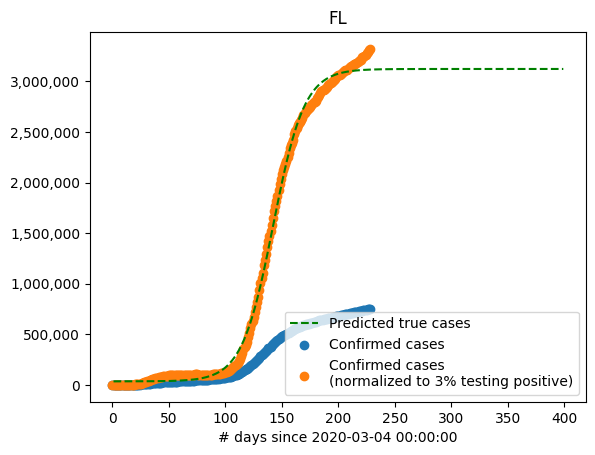 FL
3,000,000
2,500,000
2,000,000
1,500,000
1,000,000
500,000
0
Predicted true cases
Confirmed cases
Confirmed cases
(normalized to 3% testing positive)
0 50 100 150 200 250 300 350 400
# days since 2020-03-04 00:00:00